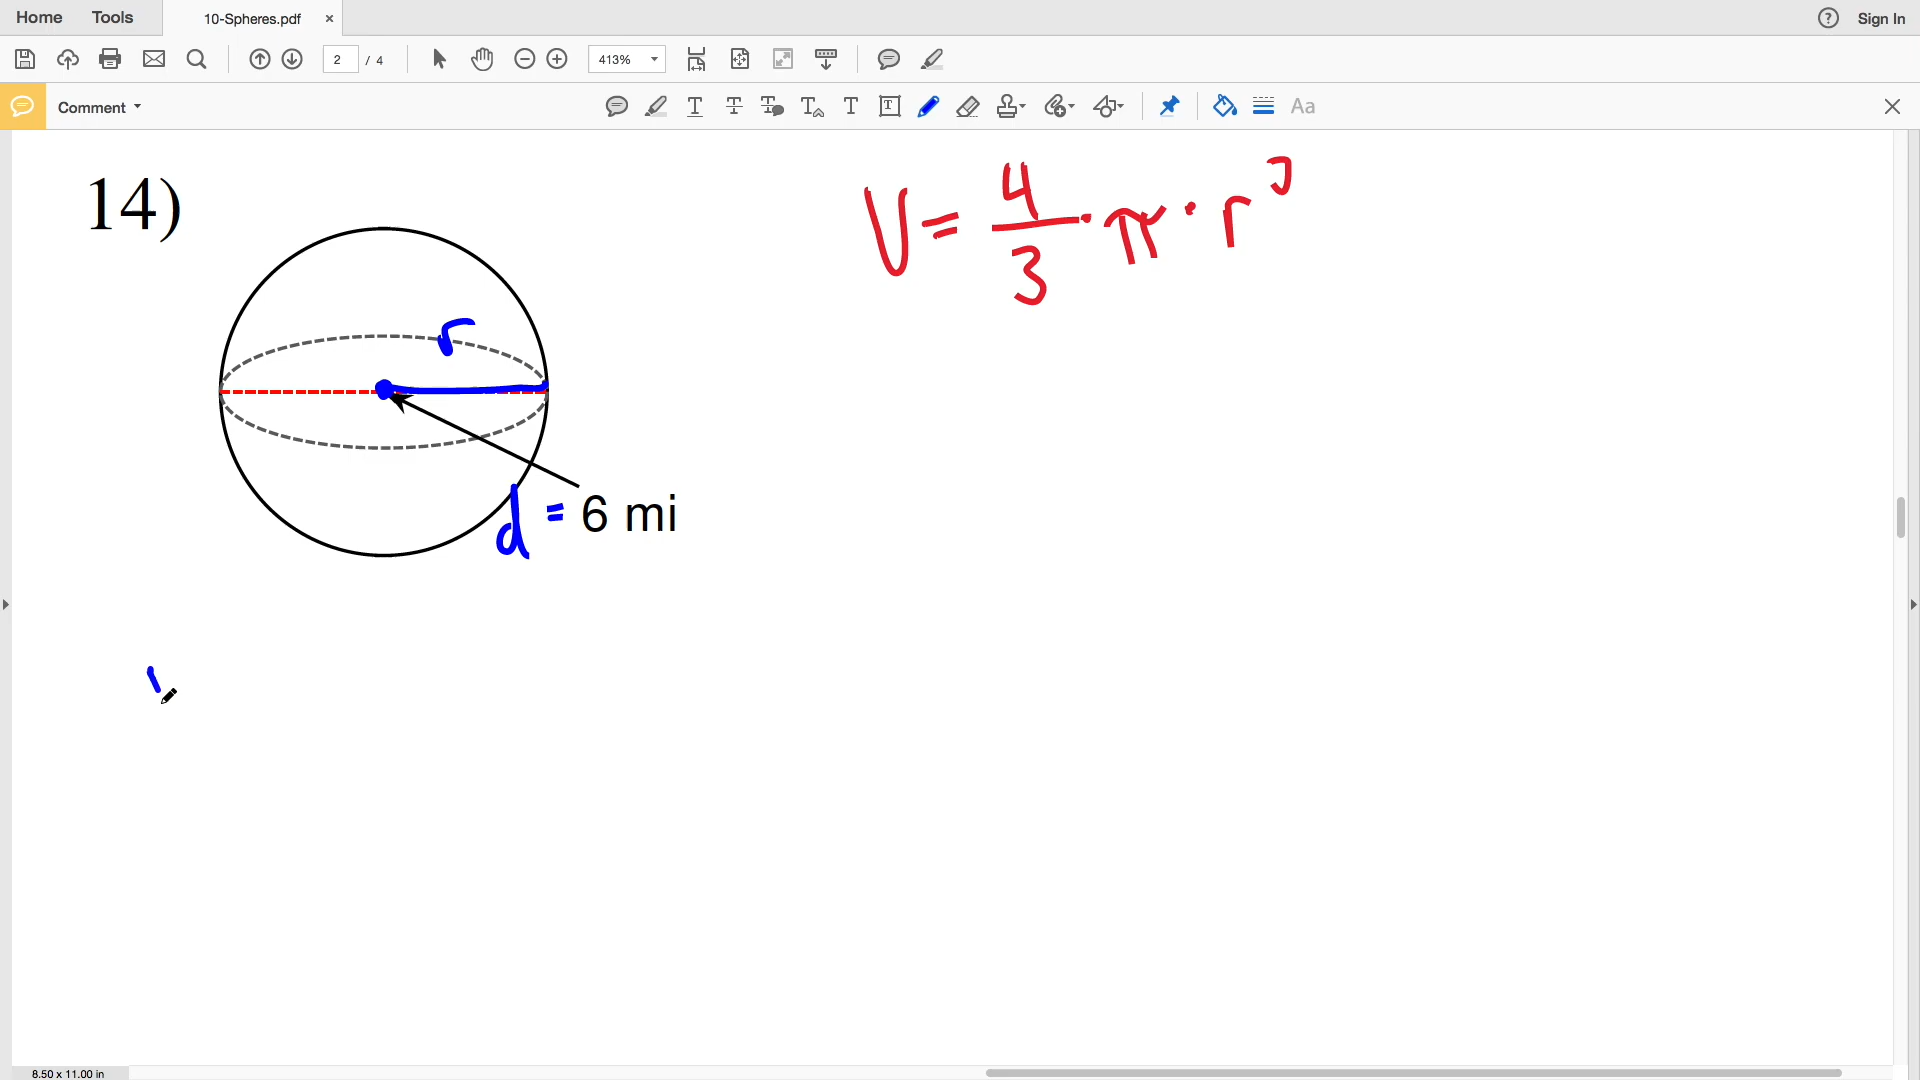 Home Tools 10-Spheres.pdf × ? Sign In
2 / 4 413%
Comment T T T T T T Aa
14)
V = 4/3 · π · r³
r
d = 6 mi
8.50 x 11.00 in